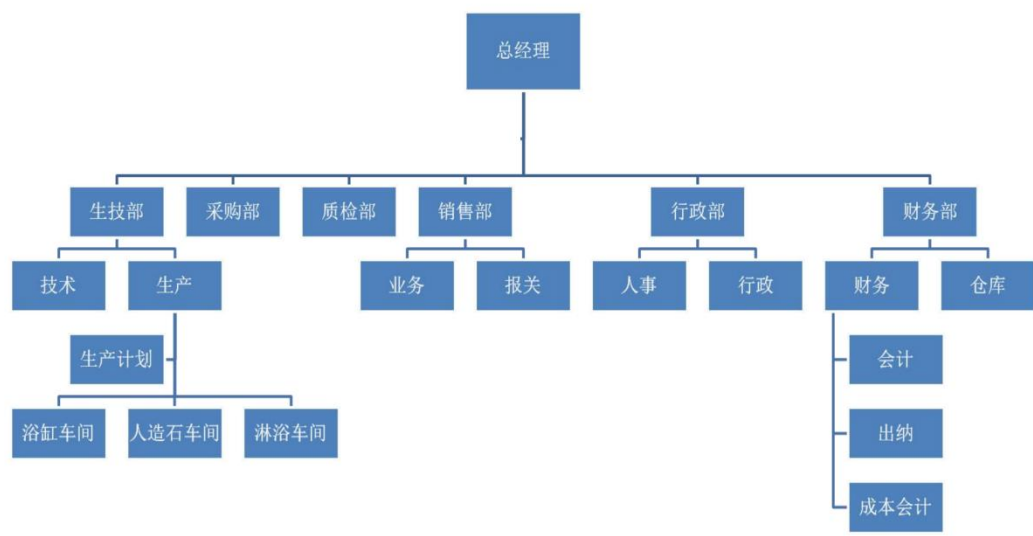 总经理
生技部
采购部
质检部
销售部
行政部
财务部
技术
生产
业务
报关
人事
行政
财务
仓库
生产计划
会计
浴缸车间
人造石车间
淋浴车间
出纳
成本会计